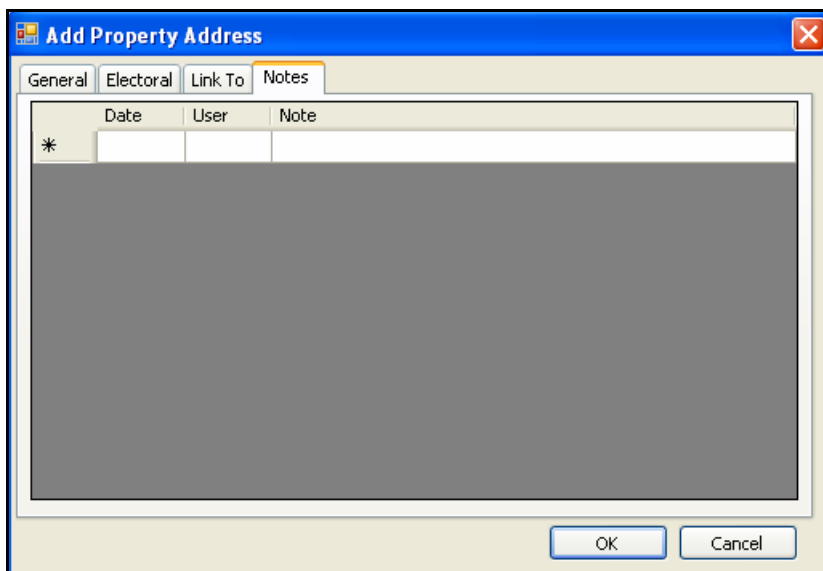 Add Property Address
General Electoral Link To Notes
Date User Note
OK Cancel